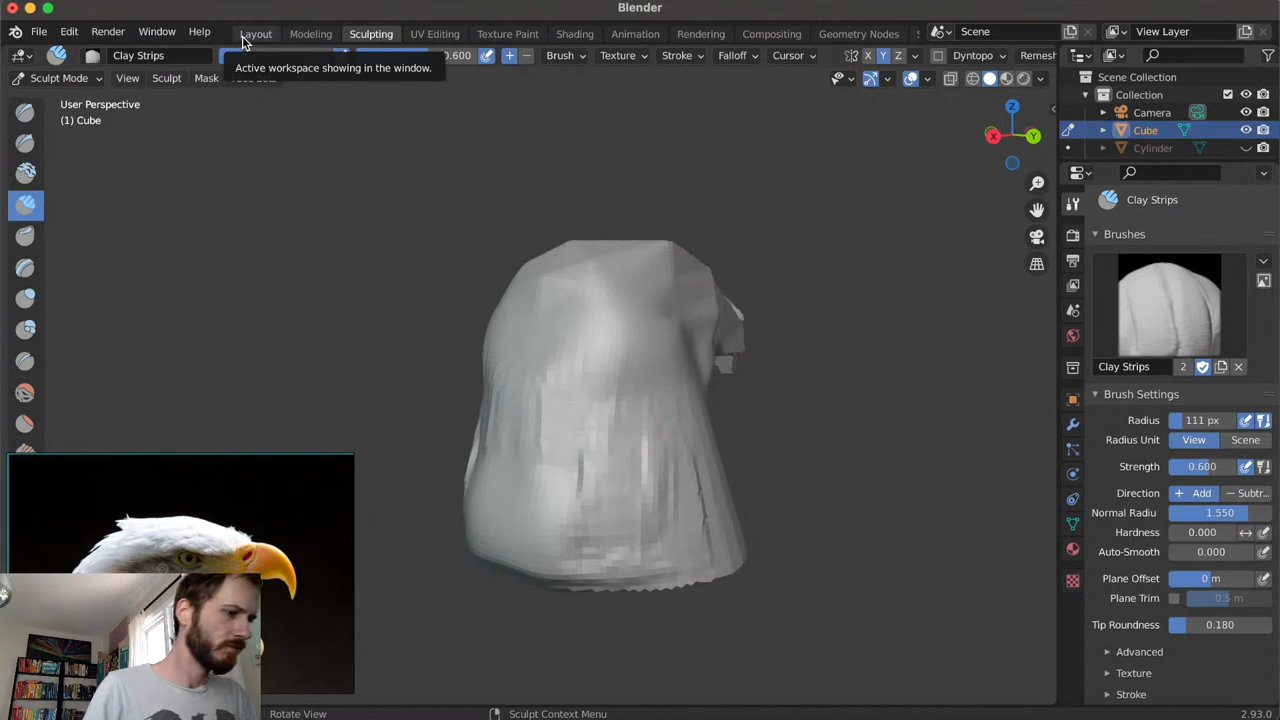 Blender
File Edit Render Window Help Layout Modeling Sculpting UV Editing Texture Paint Shading Animation Rendering Compositing Geometry Nodes Scene View Layer
Clay Strips 0.600 Brush Texture Stroke Falloff Cursor X Y Z Dyntopo Remesh
Active workspace showing in the window.
Sculpt Mode View Sculpt Mask
User Perspective
(1) Cube
X Y Z
Scene Collection
Collection
Camera
Cube
Cylinder
Clay Strips
Brushes
Clay Strips 2
Brush Settings
Radius 111 px
Radius Unit View Scene
Strength 0.600
Direction + Add − Subtr...
Normal Radiu 1.550
Hardness 0.000
Auto-Smooth 0.000
Plane Offset 0 m
Plane Trim 0.5 m
Tip Roundness 0.180
Advanced
Texture
Stroke
Rotate View Sculpt Context Menu 2.93.0